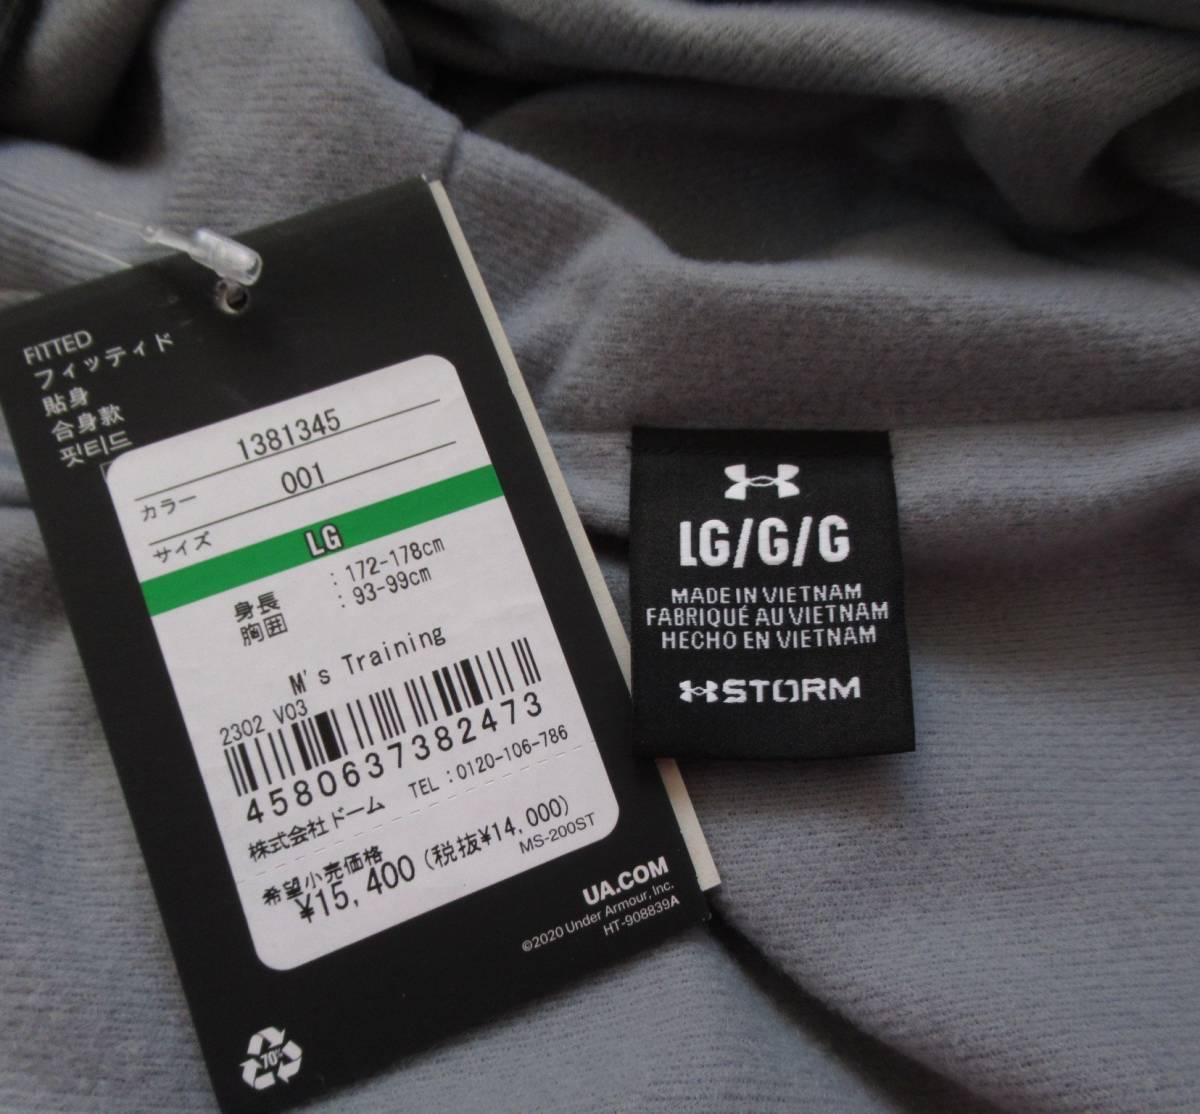 FITTED
フィッティド
貼身
合身款
핏티드
1381345
カラー 001
サイズ
LG
身長 : 172-178cm
胸囲 : 93-99cm
M's Training
2302 V03
4580637382473
株式会社ドーム TEL:0120-106-786
希望小売価格
¥15,400 (税抜¥14,000)
MS-200ST
UA.COM
©2020 Under Armour, Inc.
HT-908839A
70%
LG/G/G
MADE IN VIETNAM
FABRIQUÉ AU VIETNAM
HECHO EN VIETNAM
STORM